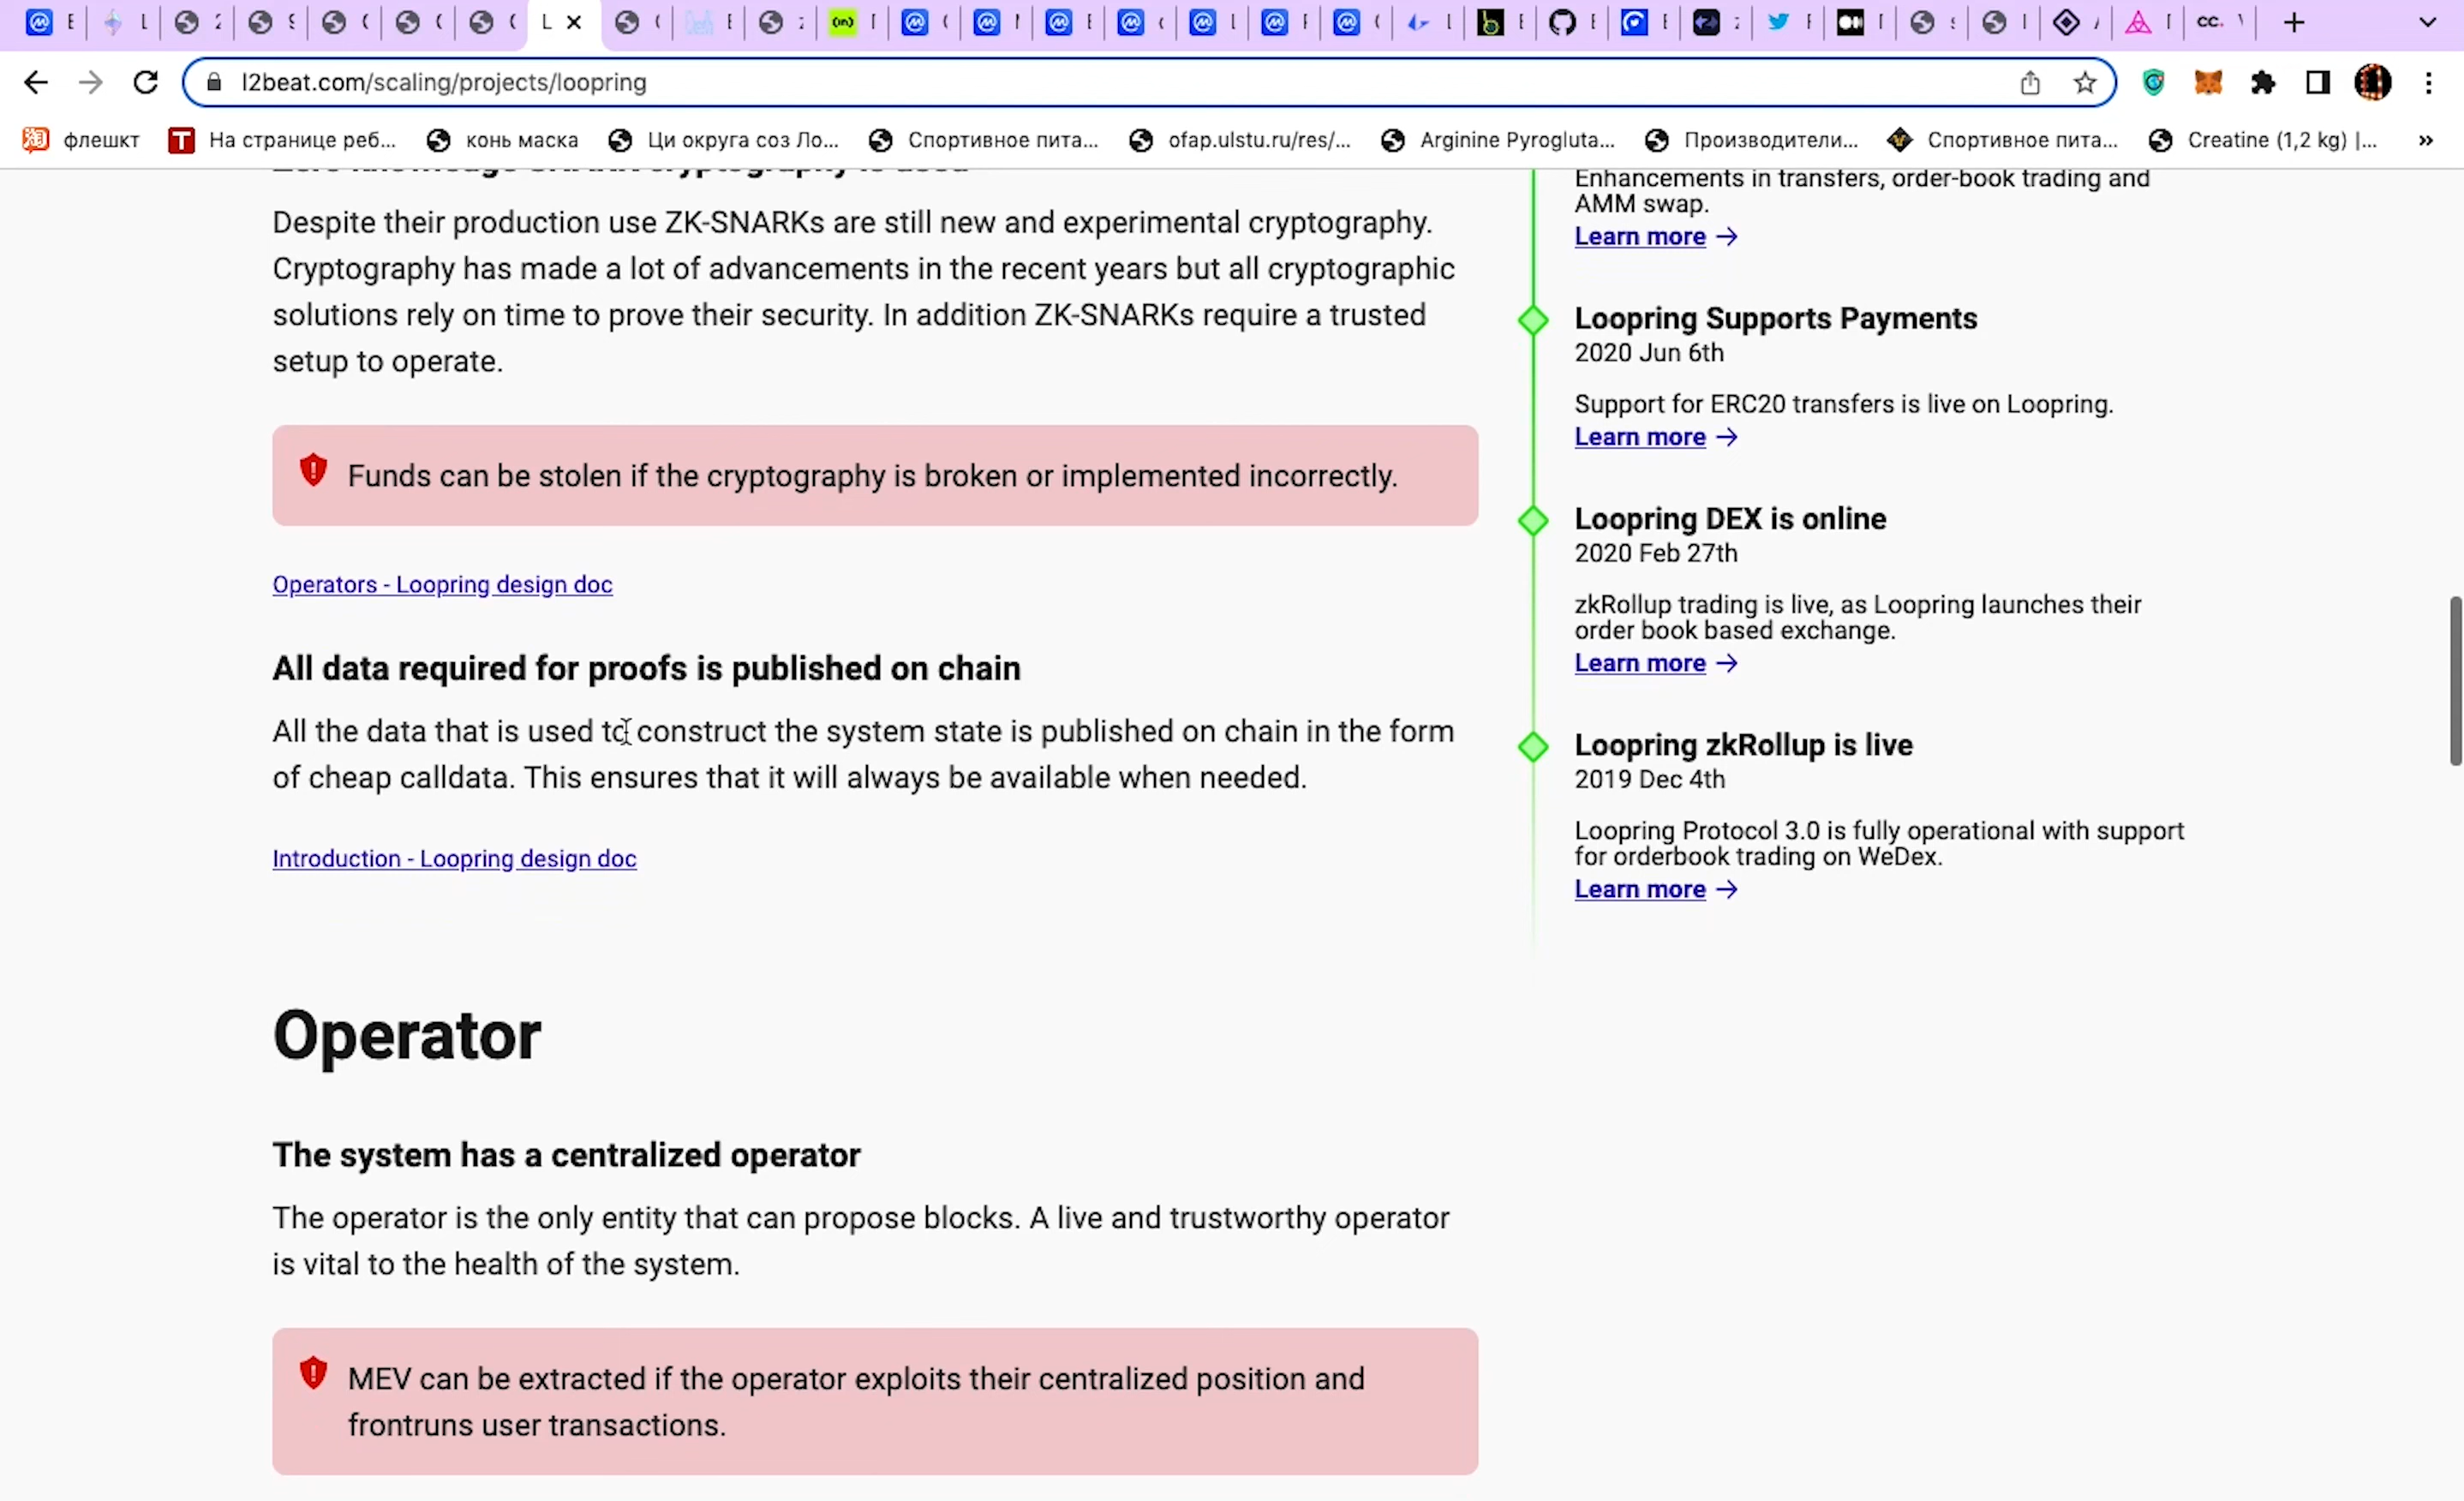 l2beat.com/scaling/projects/loopring
флешкт
На странице реб...
конь маска
Ци округа соз Ло...
Спортивное пита...
ofap.ulstu.ru/res/...
Arginine Pyrogluta...
Производители...
Спортивное пита...
Creatine (1,2 kg) |...
Despite their production use ZK-SNARKs are still new and experimental cryptography.
Cryptography has made a lot of advancements in the recent years but all cryptographic
solutions rely on time to prove their security. In addition ZK-SNARKs require a trusted
setup to operate.
Funds can be stolen if the cryptography is broken or implemented incorrectly.
Operators - Loopring design doc
All data required for proofs is published on chain
All the data that is used to construct the system state is published on chain in the form
of cheap calldata. This ensures that it will always be available when needed.
Introduction - Loopring design doc
Operator
The system has a centralized operator
The operator is the only entity that can propose blocks. A live and trustworthy operator
is vital to the health of the system.
MEV can be extracted if the operator exploits their centralized position and
frontruns user transactions.
Enhancements in transfers, order-book trading and
AMM swap.
Learn more →
Loopring Supports Payments
2020 Jun 6th
Support for ERC20 transfers is live on Loopring.
Learn more →
Loopring DEX is online
2020 Feb 27th
zkRollup trading is live, as Loopring launches their
order book based exchange.
Learn more →
Loopring zkRollup is live
2019 Dec 4th
Loopring Protocol 3.0 is fully operational with support
for orderbook trading on WeDex.
Learn more →